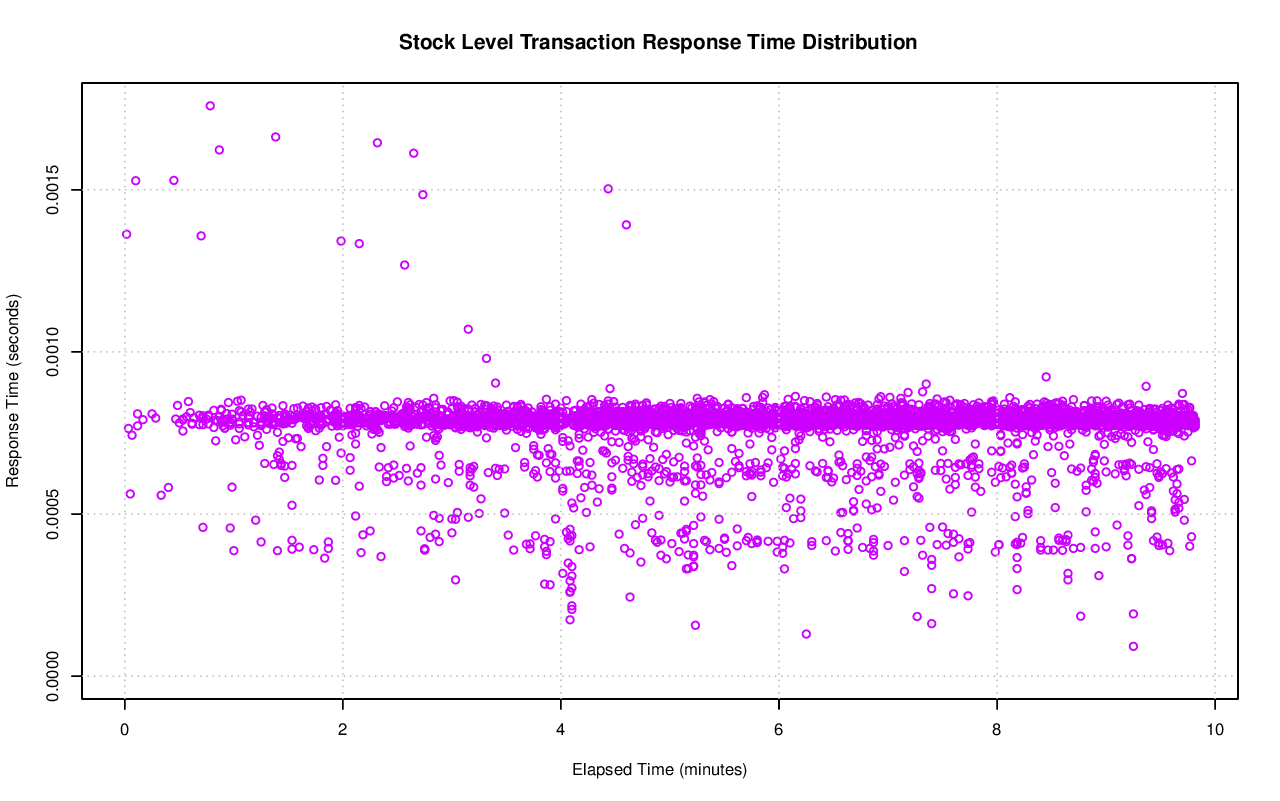 Stock Level Transaction Response Time Distribution
Response Time (seconds)
0.0015
0.0010
0.0005
0.0000
0 2 4 6 8 10
Elapsed Time (minutes)